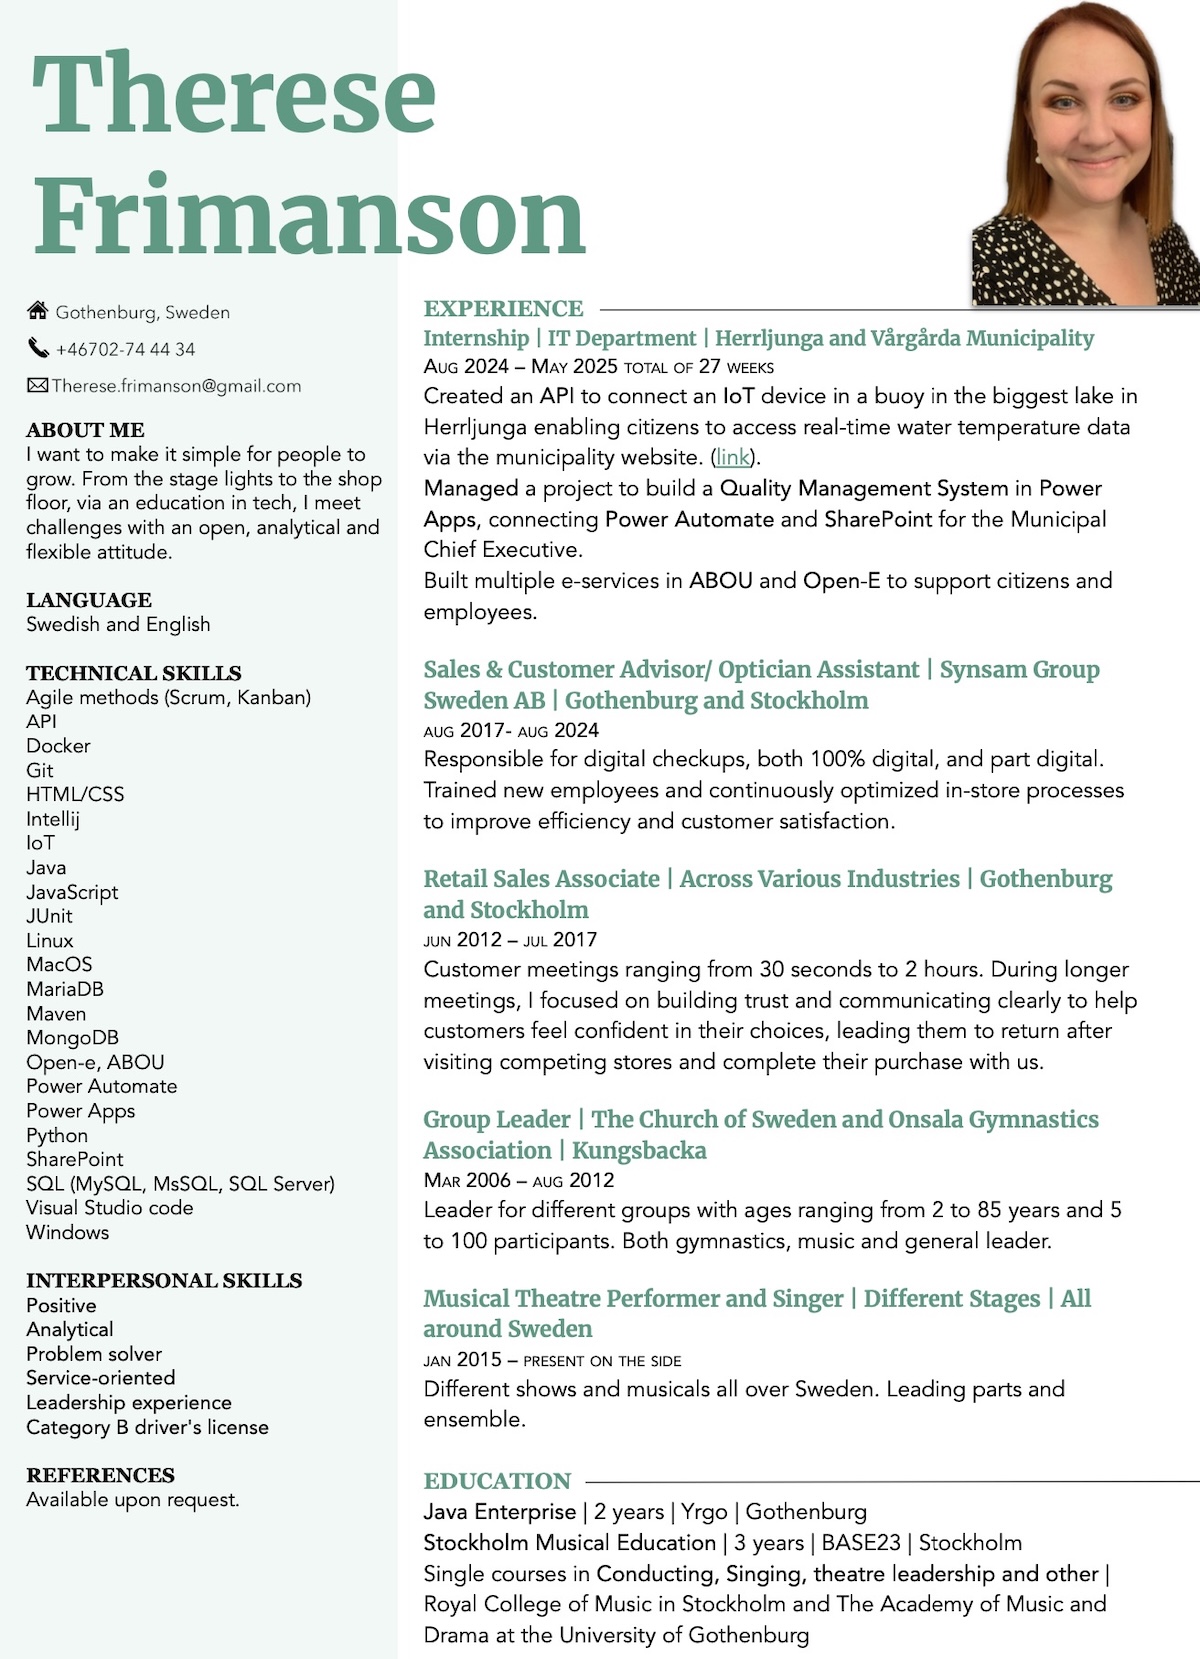 Therese
Frimanson
Gothenburg, Sweden
+46702-74 44 34
Therese.frimanson@gmail.com
ABOUT ME
I want to make it simple for people to
grow. From the stage lights to the shop
floor, via an education in tech, I meet
challenges with an open, analytical and
flexible attitude.
LANGUAGE
Swedish and English
TECHNICAL SKILLS
Agile methods (Scrum, Kanban)
API
Docker
Git
HTML/CSS
Intellij
IoT
Java
JavaScript
JUnit
Linux
MacOS
MariaDB
Maven
MongoDB
Open-e, ABOU
Power Automate
Power Apps
Python
SharePoint
SQL (MySQL, MsSQL, SQL Server)
Visual Studio code
Windows
INTERPERSONAL SKILLS
Positive
Analytical
Problem solver
Service-oriented
Leadership experience
Category B driver's license
REFERENCES
Available upon request.
EXPERIENCE
Internship | IT Department | Herrljunga and Vårgårda Municipality
Aug 2024 – May 2025 total of 27 weeks
Created an API to connect an IoT device in a buoy in the biggest lake in
Herrljunga enabling citizens to access real-time water temperature data
via the municipality website. (link).
Managed a project to build a Quality Management System in Power
Apps, connecting Power Automate and SharePoint for the Municipal
Chief Executive.
Built multiple e-services in ABOU and Open-E to support citizens and
employees.
Sales & Customer Advisor/ Optician Assistant | Synsam Group
Sweden AB | Gothenburg and Stockholm
aug 2017- aug 2024
Responsible for digital checkups, both 100% digital, and part digital.
Trained new employees and continuously optimized in-store processes
to improve efficiency and customer satisfaction.
Retail Sales Associate | Across Various Industries | Gothenburg
and Stockholm
jun 2012 – jul 2017
Customer meetings ranging from 30 seconds to 2 hours. During longer
meetings, I focused on building trust and communicating clearly to help
customers feel confident in their choices, leading them to return after
visiting competing stores and complete their purchase with us.
Group Leader | The Church of Sweden and Onsala Gymnastics
Association | Kungsbacka
Mar 2006 – aug 2012
Leader for different groups with ages ranging from 2 to 85 years and 5
to 100 participants. Both gymnastics, music and general leader.
Musical Theatre Performer and Singer | Different Stages | All
around Sweden
jan 2015 – present on the side
Different shows and musicals all over Sweden. Leading parts and
ensemble.
EDUCATION
Java Enterprise | 2 years | Yrgo | Gothenburg
Stockholm Musical Education | 3 years | BASE23 | Stockholm
Single courses in Conducting, Singing, theatre leadership and other |
Royal College of Music in Stockholm and The Academy of Music and
Drama at the University of Gothenburg